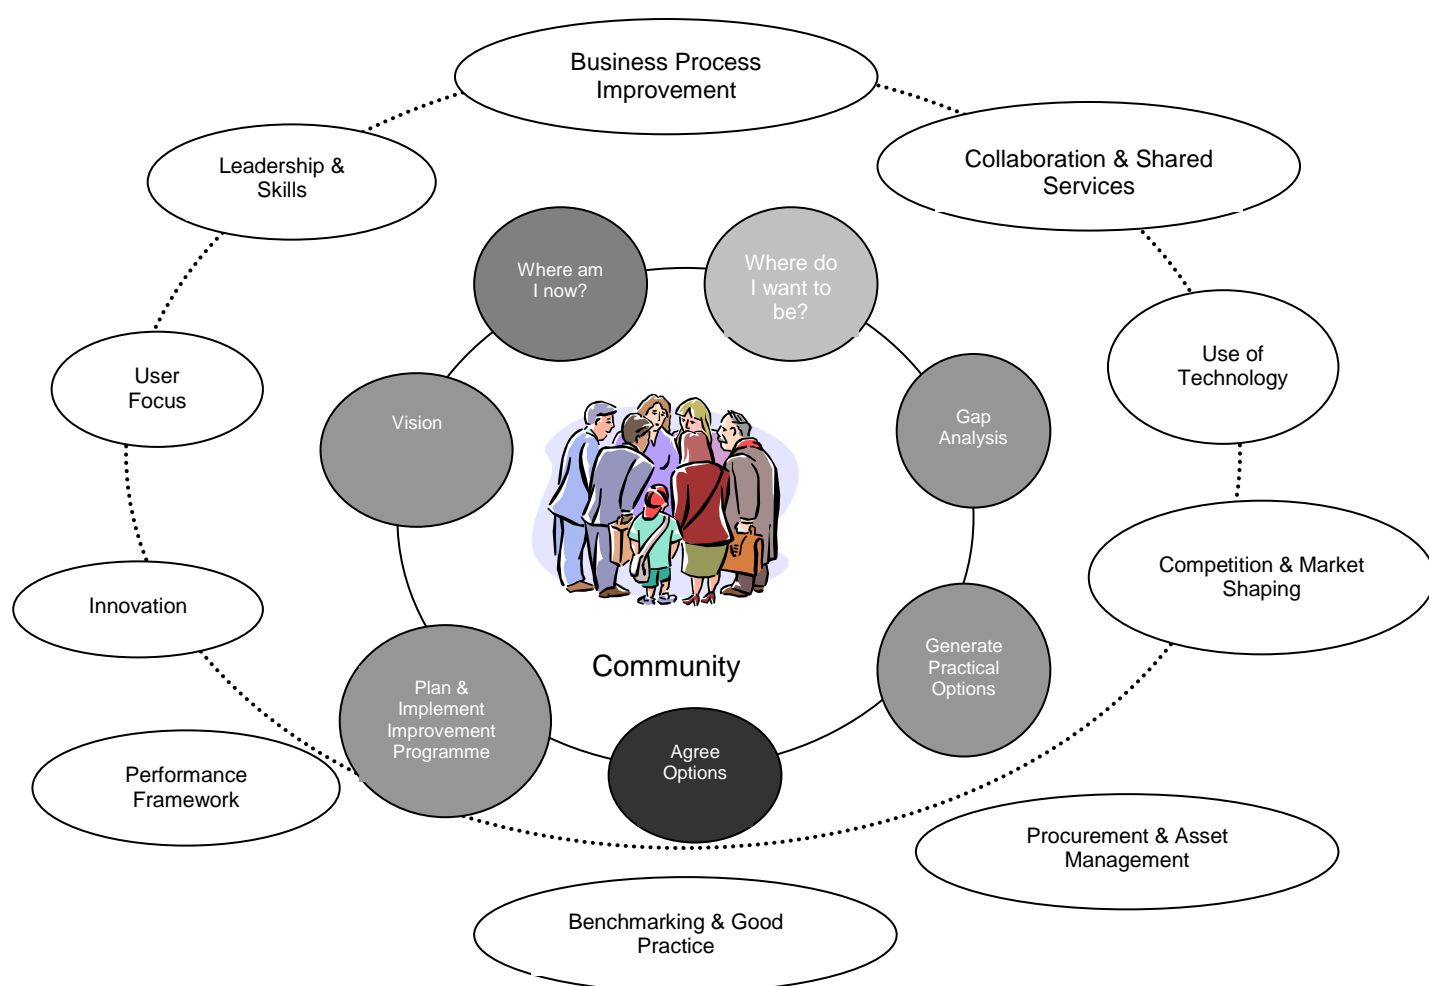 Business Process
Improvement
Leadership &
Skills
Collaboration & Shared
Services
Where am
I now?
Where do
I want to
be?
User
Focus
Use of
Technology
Vision
Gap
Analysis
Innovation
Competition & Market
Shaping
Community
Generate
Practical
Options
Plan &
Implement
Improvement
Programme
Agree
Options
Performance
Framework
Procurement & Asset
Management
Benchmarking & Good
Practice